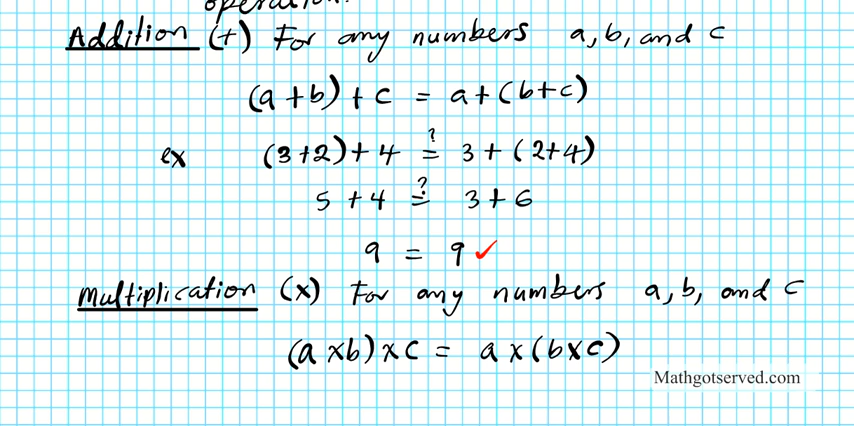 operation.
Addition (+) For any numbers a, b, and c
(a+b)+c = a+(b+c)
ex (3+2)+4 ≟ 3+(2+4)
5+4 ≟ 3+6
9 = 9 ✓
Multiplication (x) For any numbers a, b, and c
(a x b) x c = a x (b x c)
Mathgotserved.com